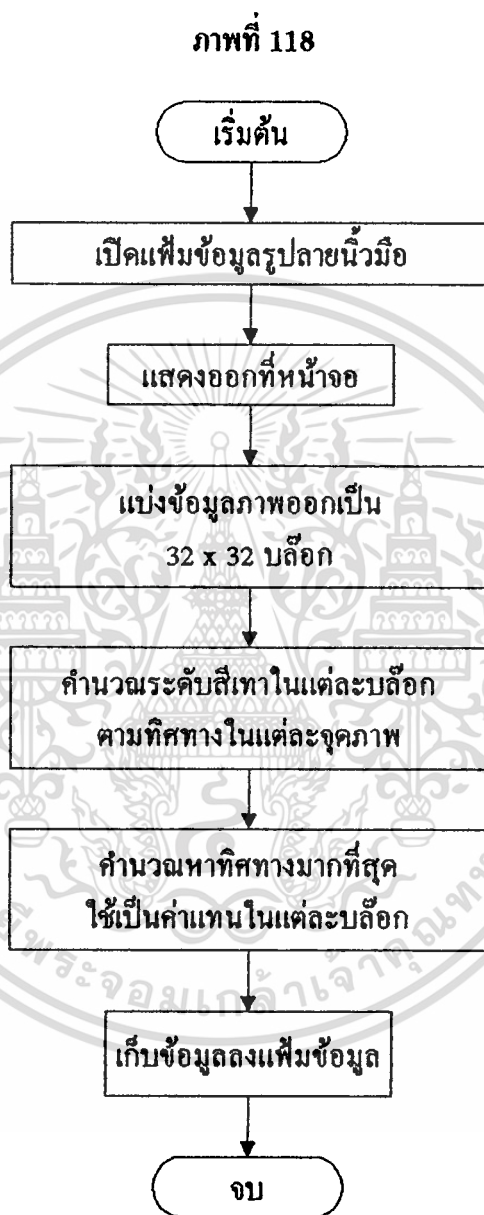 ภาพที่ 118
เริ่มต้น
เปิดแฟ้มข้อมูลรูปลายนิ้วมือ
แสดงออกที่หน้าจอ
แบ่งข้อมูลภาพออกเป็น
32 x 32 บล๊อก
คำนวณระดับสีเทาในแต่ละบล๊อก
ตามทิศทางในแต่ละจุดภาพ
คำนวณหาทิศทางมากที่สุด
ใช้เป็นค่าแทนในแต่ละบล๊อก
เก็บข้อมูลลงแฟ้มข้อมูล
จบ